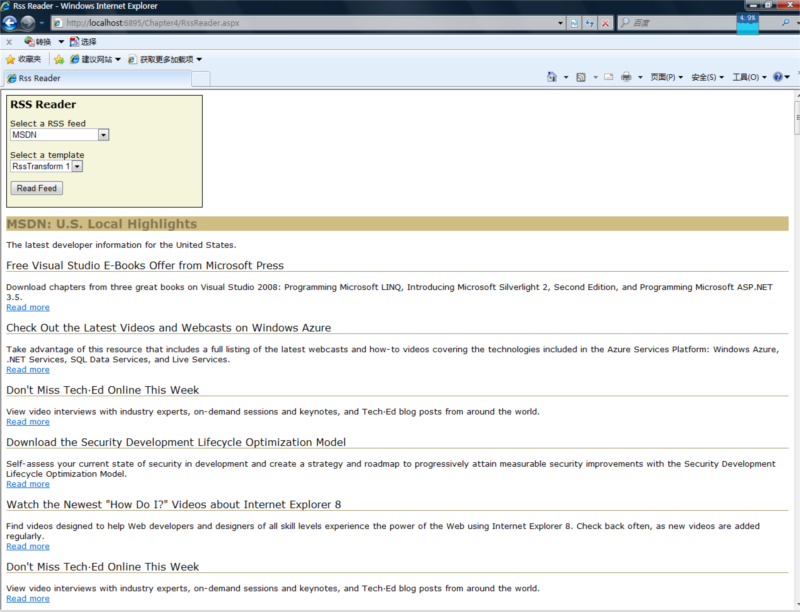 Rss Reader - Windows Internet Explorer
http://localhost:6895/Chapter4/RssReader.aspx
百度
4.9%
转换 选择
收藏夹 建议网站 获取更多加载项
Rss Reader
页面(P) 安全(S) 工具(O)
RSS Reader
Select a RSS feed
MSDN
Select a template
RssTransform 1
Read Feed
MSDN: U.S. Local Highlights
The latest developer information for the United States.
Free Visual Studio E-Books Offer from Microsoft Press
Download chapters from three great books on Visual Studio 2008: Programming Microsoft LINQ, Introducing Microsoft Silverlight 2, Second Edition, and Programming Microsoft ASP.NET
3.5.
Read more
Check Out the Latest Videos and Webcasts on Windows Azure
Take advantage of this resource that includes a full listing of the latest webcasts and how-to videos covering the technologies included in the Azure Services Platform: Windows Azure,
.NET Services, SQL Data Services, and Live Services.
Read more
Don't Miss Tech·Ed Online This Week
View video interviews with industry experts, on-demand sessions and keynotes, and Tech·Ed blog posts from around the world.
Read more
Download the Security Development Lifecycle Optimization Model
Self-assess your current state of security in development and create a strategy and roadmap to progressively attain measurable security improvements with the Security Development
Lifecycle Optimization Model.
Read more
Watch the Newest "How Do I?" Videos about Internet Explorer 8
Find videos designed to help Web developers and designers of all skill levels experience the power of the Web using Internet Explorer 8. Check back often, as new videos are added
regularly.
Read more
Don't Miss Tech·Ed Online This Week
View video interviews with industry experts, on-demand sessions and keynotes, and Tech·Ed blog posts from around the world.
Read more